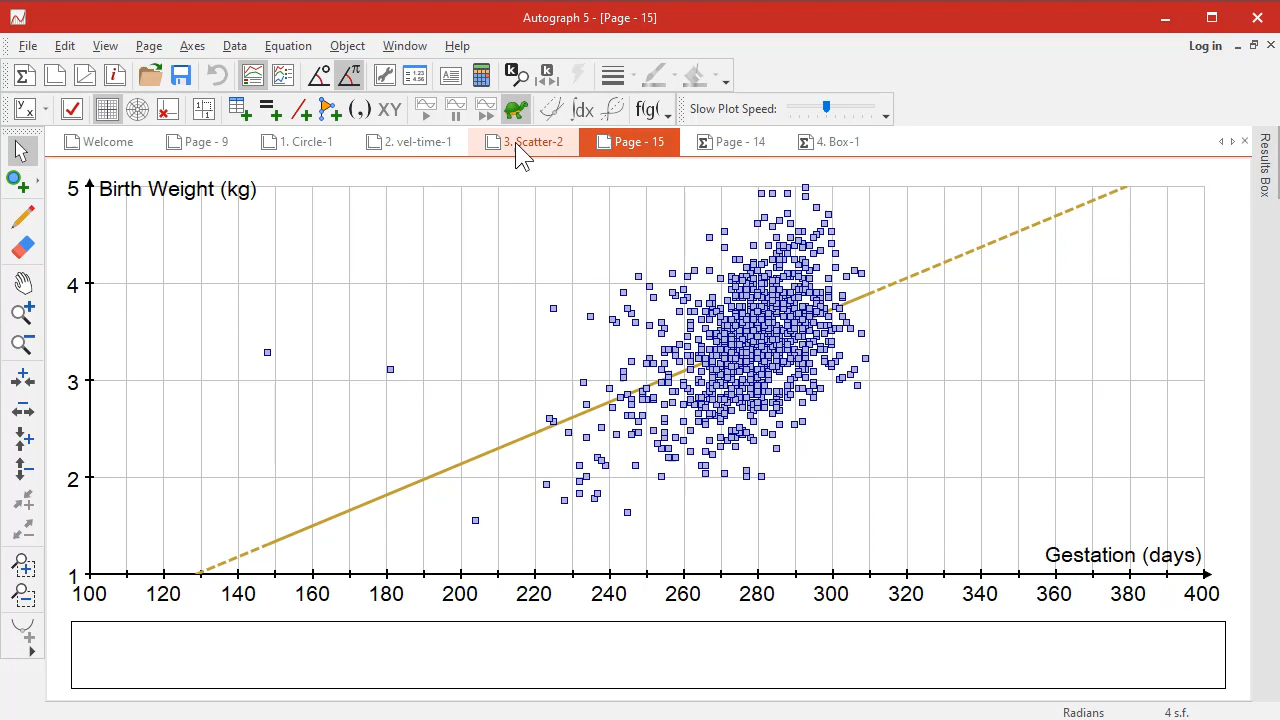 Autograph 5 - [Page - 15]
File Edit View Page Axes Data Equation Object Window Help Log in
Slow Plot Speed:
Welcome Page - 9 1. Circle-1 2. vel-time-1 3. Scatter-2 Page - 15 Page - 14 4. Box-1
Results Box
Birth Weight (kg)
5
4
3
2
1
Gestation (days)
100 120 140 160 180 200 220 240 260 280 300 320 340 360 380 400
Radians 4 s.f.